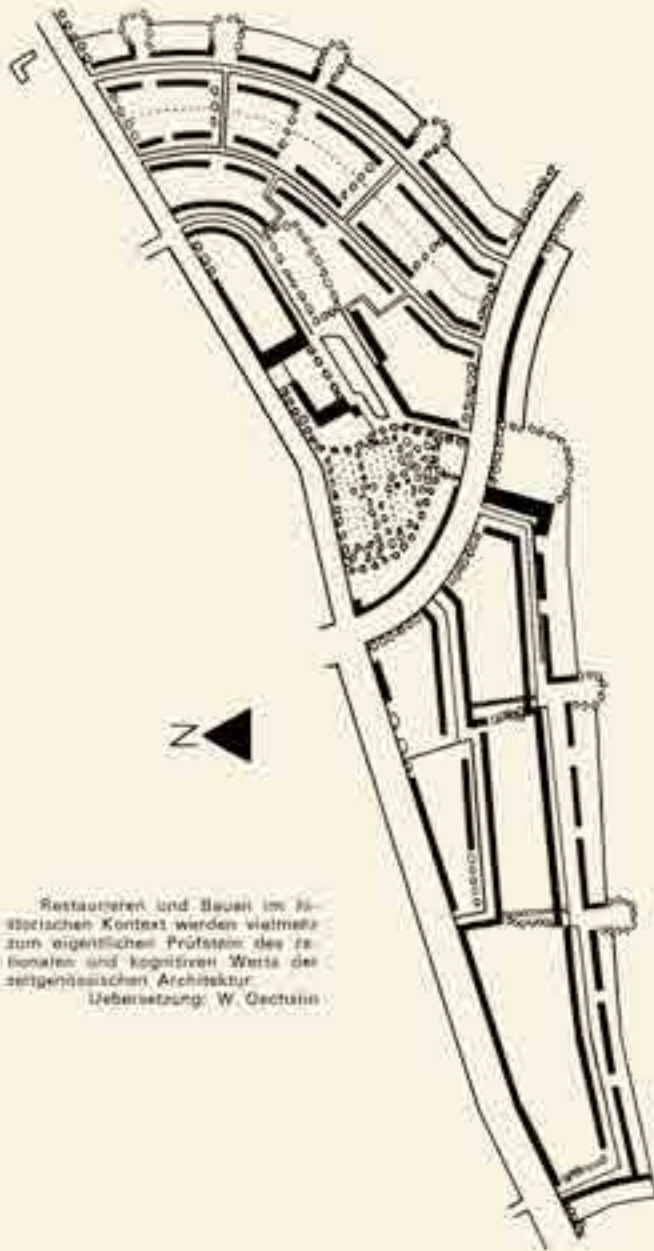 N
Restaurieren und Bauen im hi-
storischen Kontext werden vielmehr
zum eigentlichen Prüfstein des ra-
tionalen und kognitiven Werts der
zeitgenössischen Architektur.
Uebersetzung: W. Oechslin